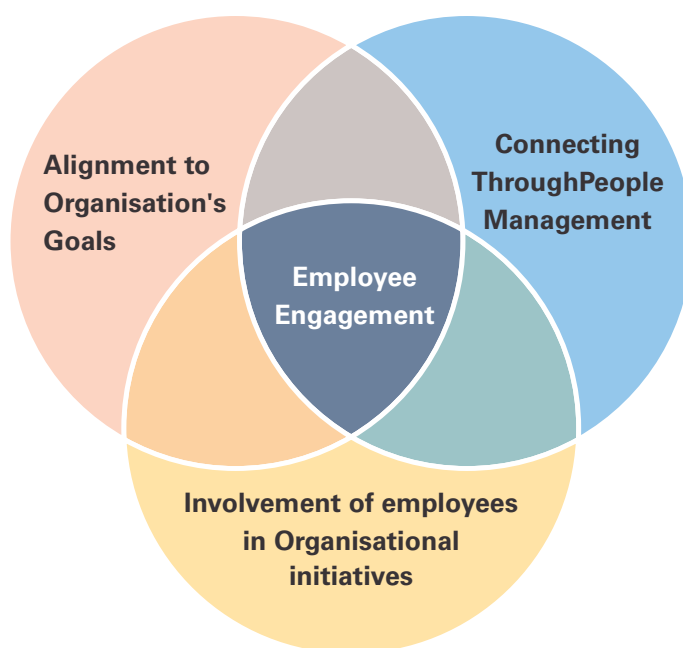 Alignment to
Organisation's
Goals
Connecting
ThroughPeople
Management
Employee
Engagement
Involvement of employees
in Organisational
initiatives